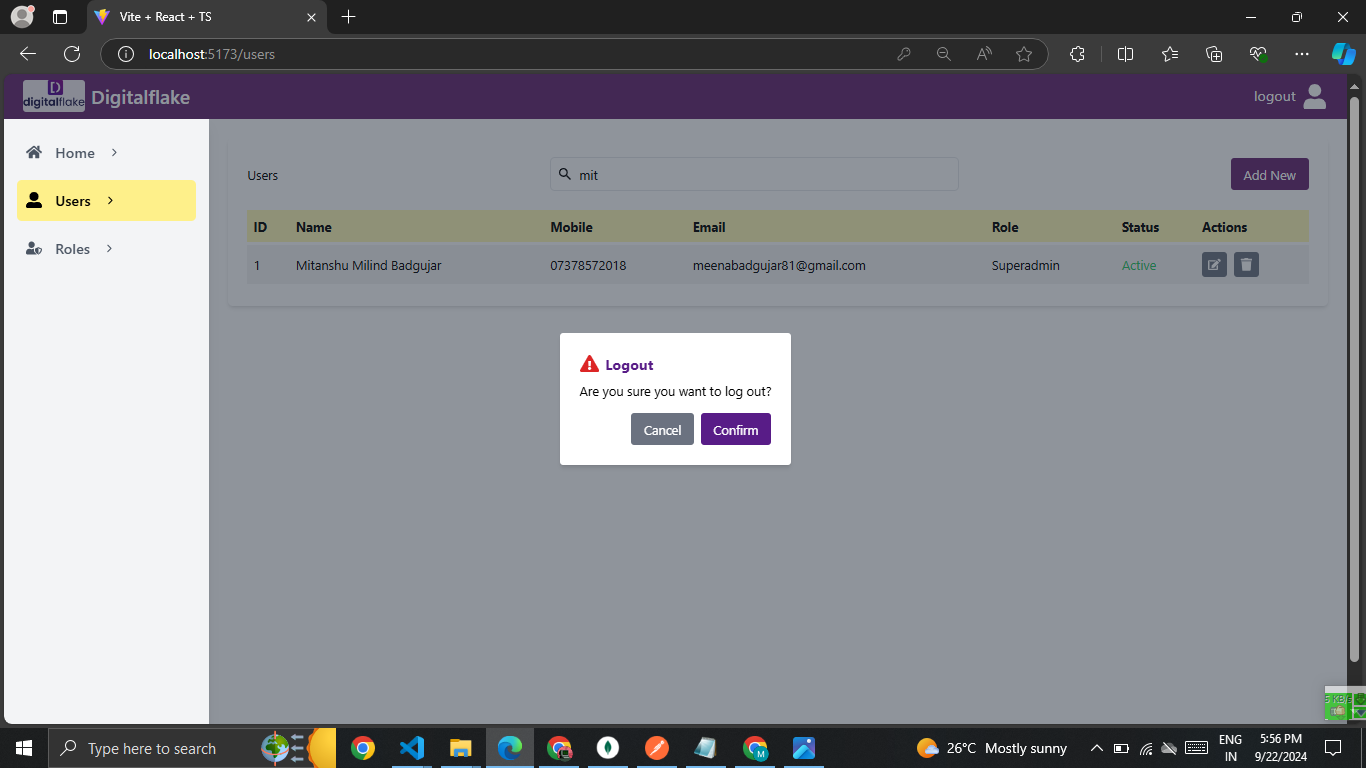 Vite + React + TS
localhost:5173/users
digitalflake Digitalflake
logout
Home
Users
Roles
Users
mit
Add New
ID Name Mobile Email Role Status Actions
1 Mitanshu Milind Badgujar 07378572018 meenabadgujar81@gmail.com Superadmin Active
Logout
Are you sure you want to log out?
Cancel Confirm
Type here to search
26°C Mostly sunny
ENG
IN
5:56 PM
9/22/2024